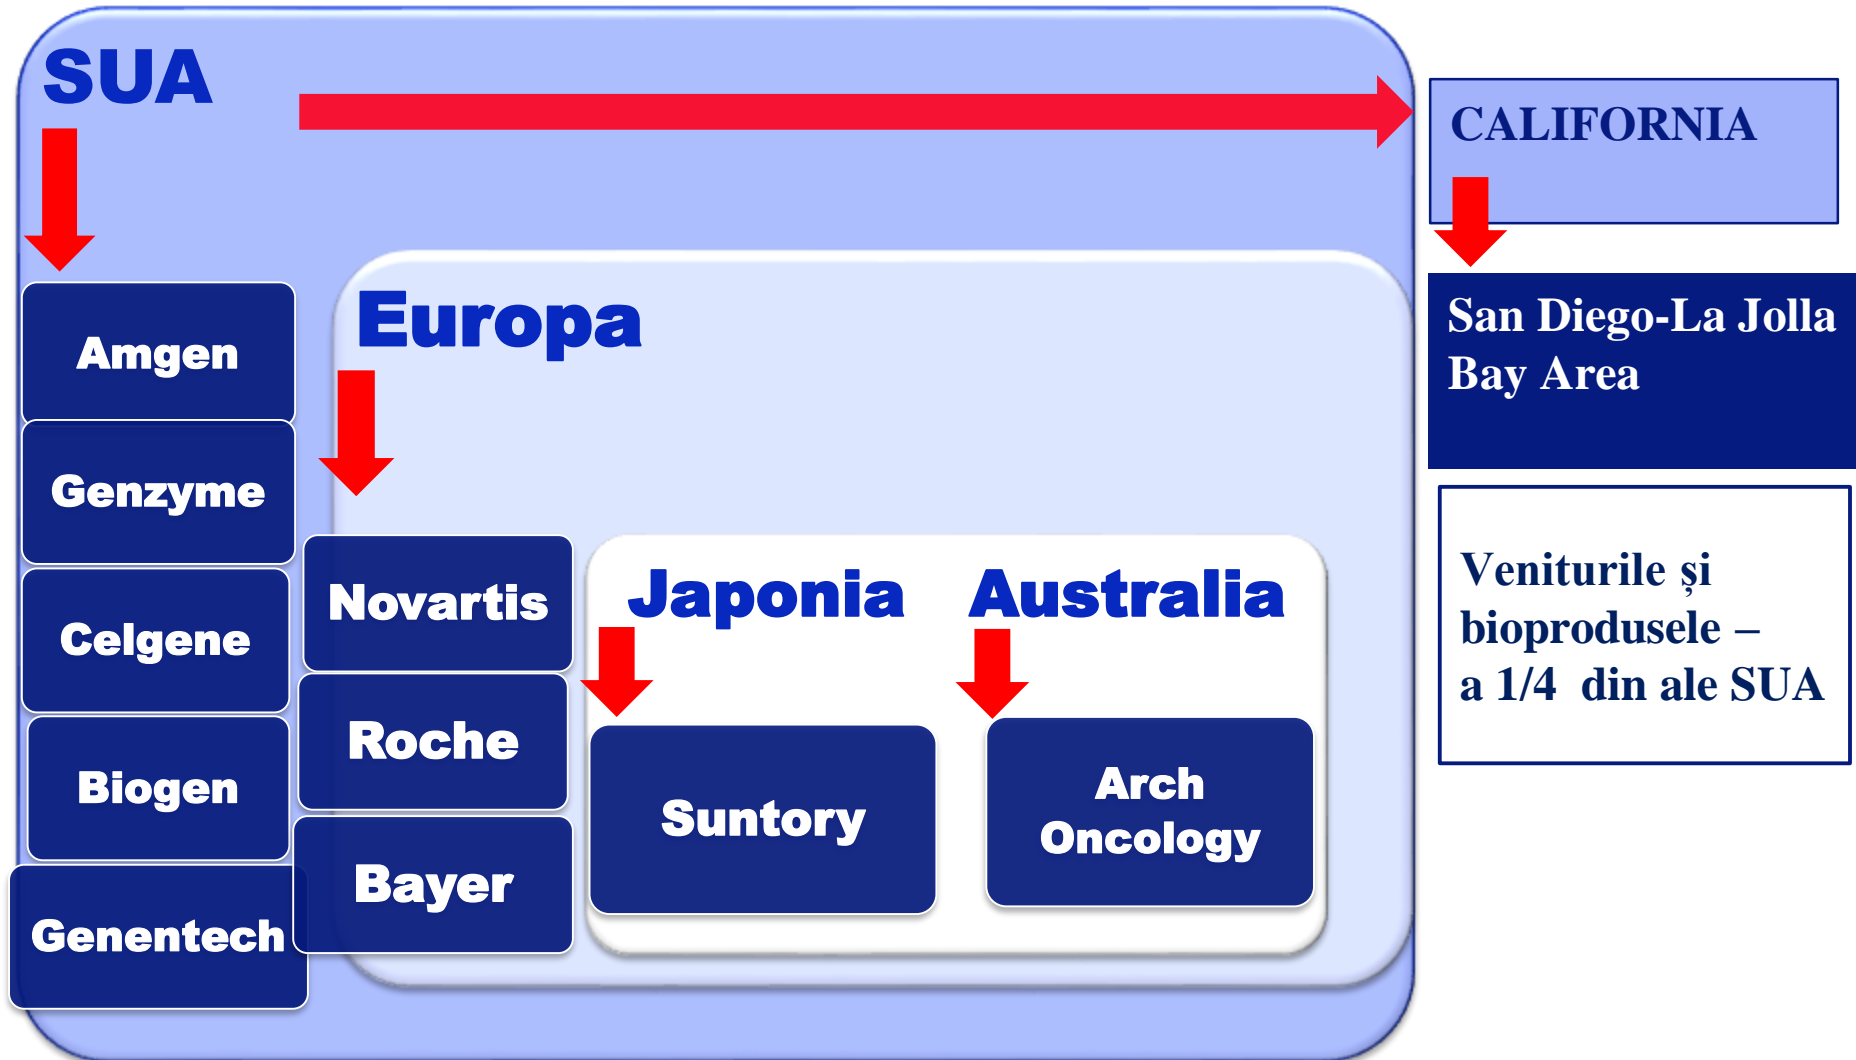 SUA
Amgen
Genzyme
Celgene
Biogen
Genentech
Europa
Novartis
Roche
Bayer
Japonia
Suntory
Australia
Arch
Oncology
CALIFORNIA
San Diego-La Jolla
Bay Area
Veniturile și
bioprodusele –
a 1/4 din ale SUA